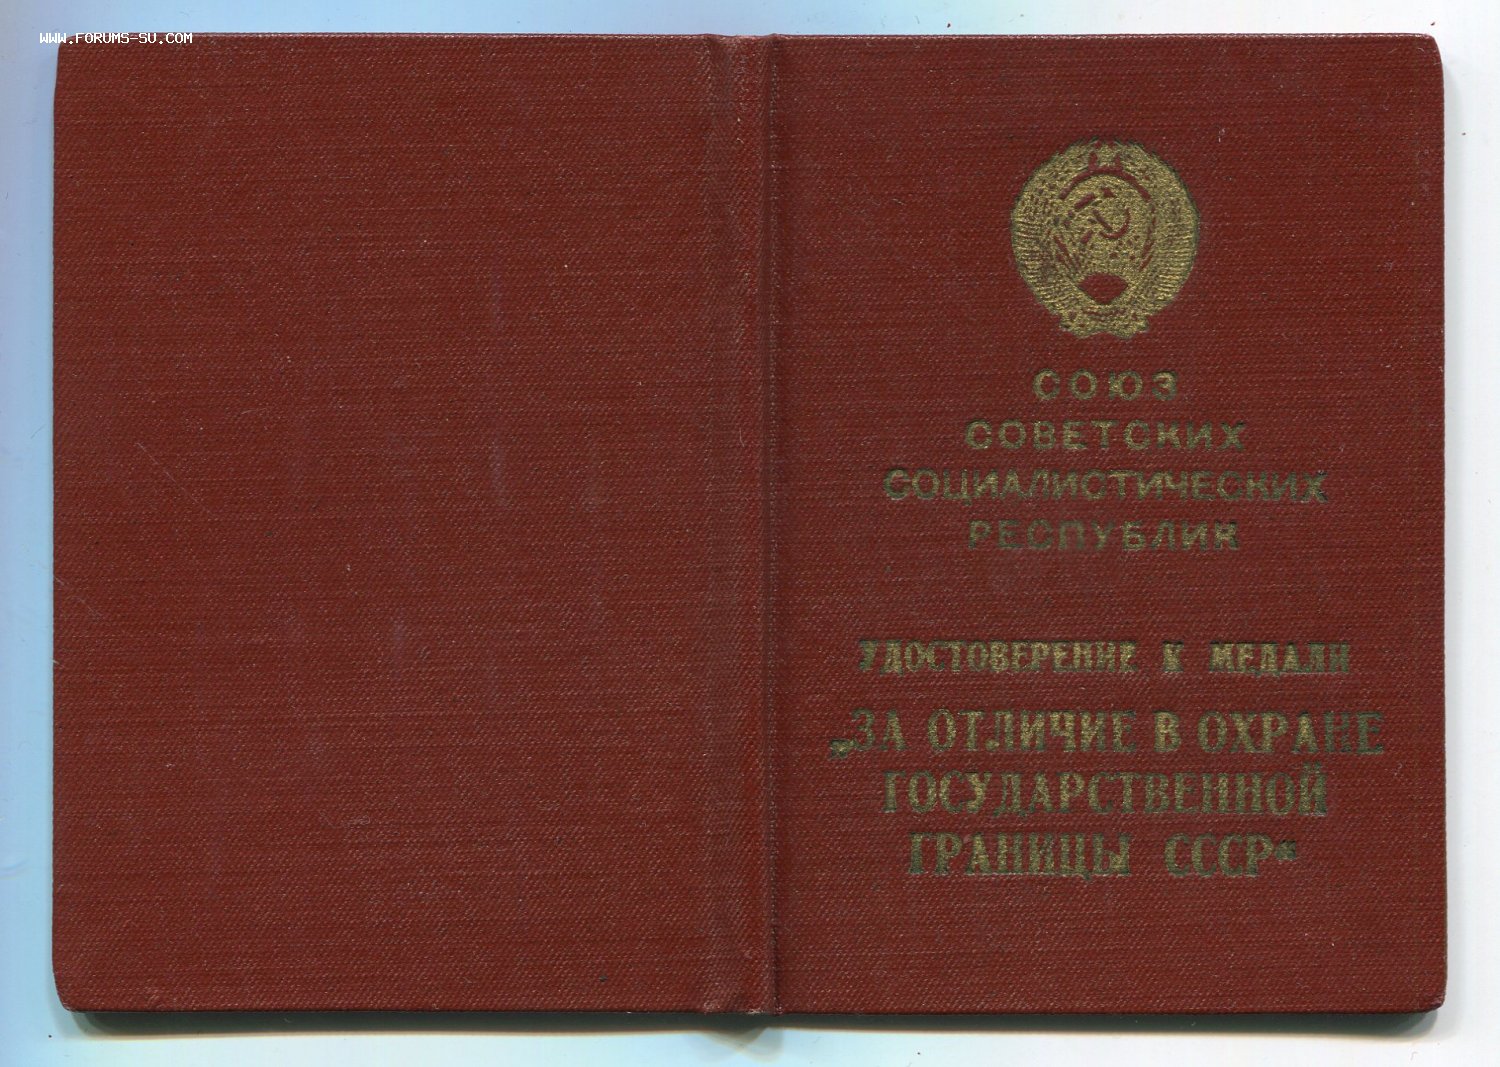 WWW.FORUMS-SU.COM
СОЮЗ
СОВЕТСКИХ
СОЦИАЛИСТИЧЕСКИХ
РЕСПУБЛИК
УДОСТОВЕРЕНИЕ К МЕДАЛИ
„ЗА ОТЛИЧИЕ В ОХРАНЕ
ГОСУДАРСТВЕННОЙ
ГРАНИЦЫ СССР“